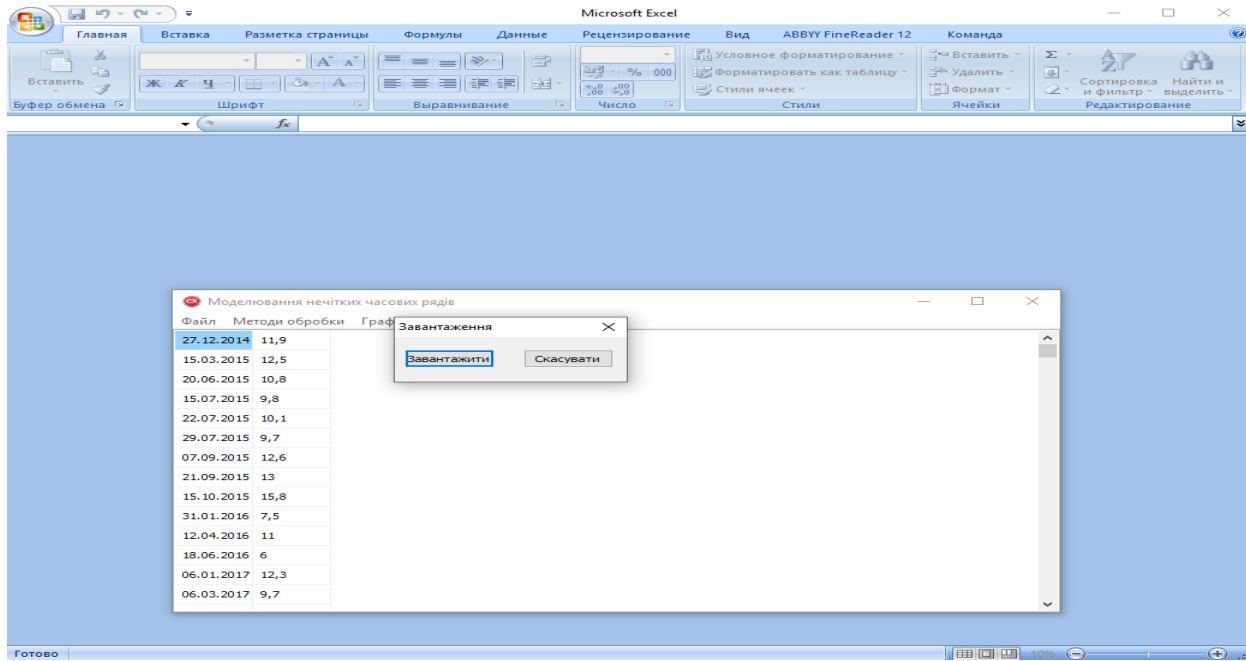 Microsoft Excel
Главная Вставка Разметка страницы Формулы Данные Рецензирование Вид ABBYY FineReader 12 Команда
Вставить
Ж К Ч
% 000
Условное форматирование
Форматировать как таблицу
Стили ячеек
Вставить
Удалить
Формат
Σ
Сортировка и фильтр
Найти и выделить
Буфер обмена Шрифт Выравнивание Число Стили Ячейки Редактирование
fx
Моделювання нечітких часових рядів
Файл Методи обробки Граф
Завантаження
Завантажити Скасувати
27.12.2014 11,9
15.03.2015 12,5
20.06.2015 10,8
15.07.2015 9,8
22.07.2015 10,1
29.07.2015 9,7
07.09.2015 12,6
21.09.2015 13
15.10.2015 15,8
31.01.2016 7,5
12.04.2016 11
18.06.2016 6
06.01.2017 12,3
06.03.2017 9,7
Готово 10%